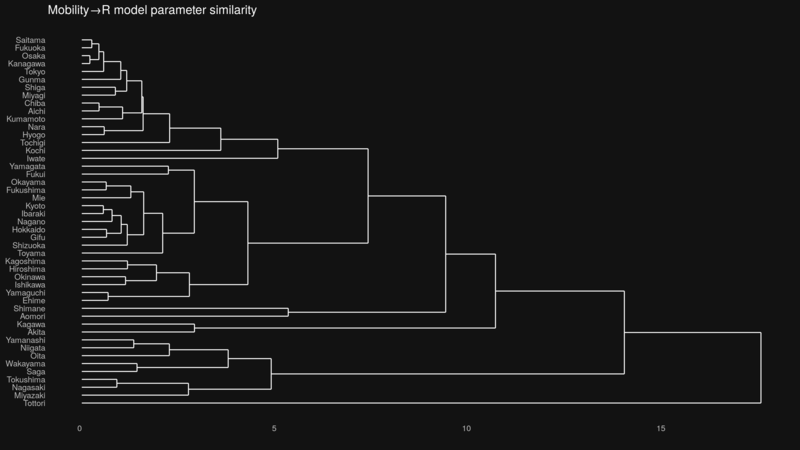 Mobility→R model parameter similarity
Saitama
Fukuoka
Osaka
Kanagawa
Tokyo
Gunma
Shiga
Miyagi
Chiba
Aichi
Kumamoto
Nara
Hyogo
Tochigi
Kochi
Iwate
Yamagata
Fukui
Okayama
Fukushima
Mie
Kyoto
Ibaraki
Nagano
Hokkaido
Gifu
Shizuoka
Toyama
Kagoshima
Hiroshima
Okinawa
Ishikawa
Yamaguchi
Ehime
Shimane
Aomori
Kagawa
Akita
Yamanashi
Niigata
Oita
Wakayama
Saga
Tokushima
Nagasaki
Miyazaki
Tottori
0 5 10 15